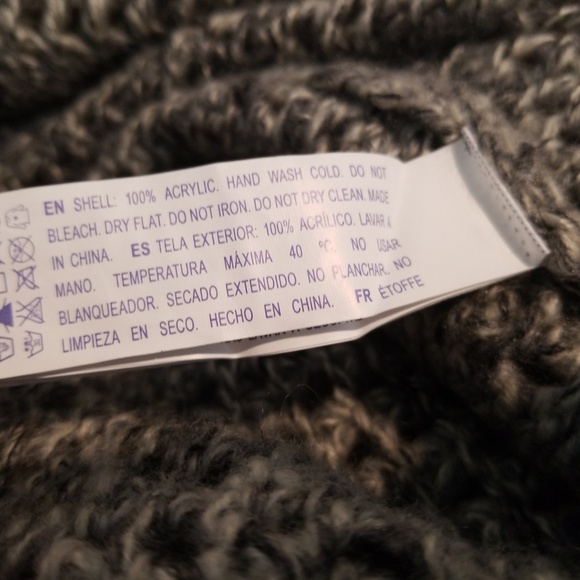 EN SHELL: 100% ACRYLIC. HAND WASH COLD. DO NOT
BLEACH. DRY FLAT. DO NOT IRON. DO NOT DRY CLEAN. MADE
IN CHINA. ES TELA EXTERIOR: 100% ACRÍLICO. LAVAR A
MANO. TEMPERATURA MÁXIMA 40 °C. NO USAR
BLANQUEADOR. SECADO EXTENDIDO. NO PLANCHAR. NO
LIMPIEZA EN SECO. HECHO EN CHINA. FR ÉTOFFE